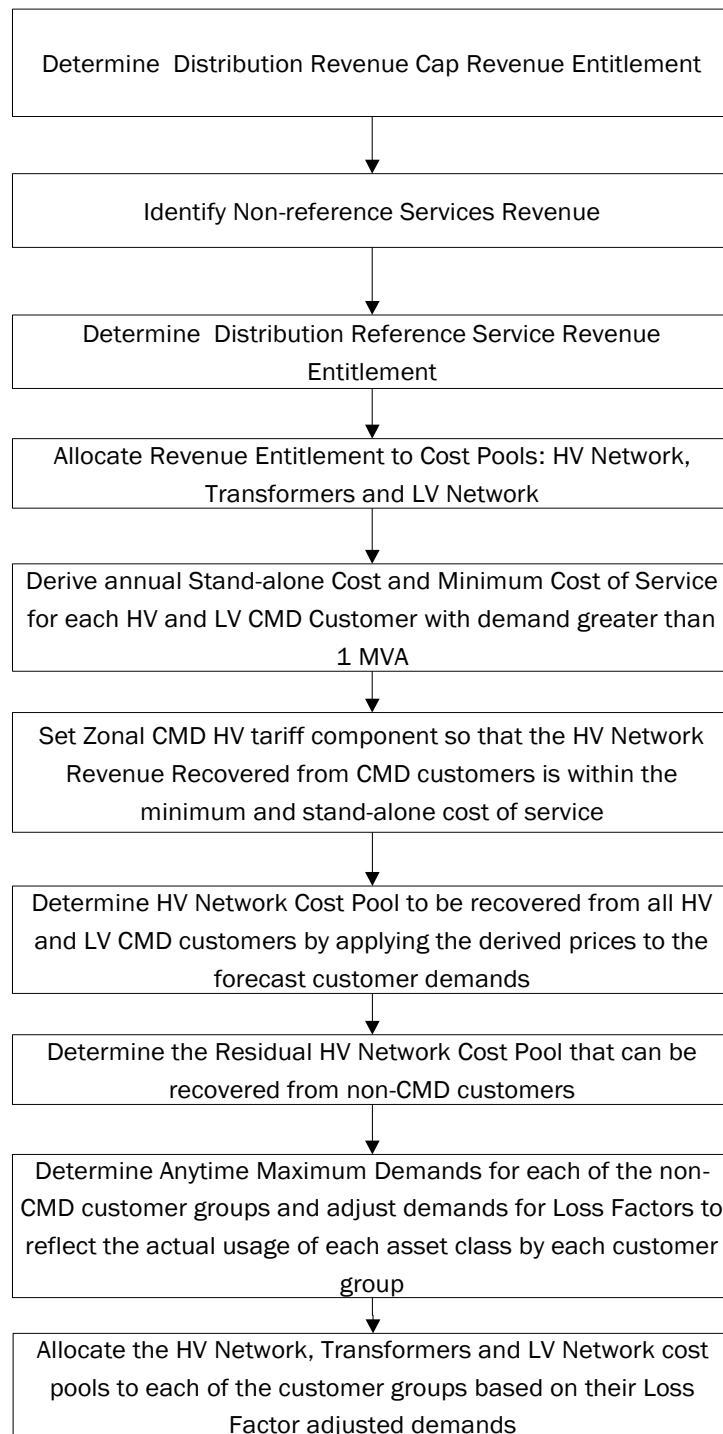 Determine  Distribution Revenue Cap Revenue Entitlement
Identify Non-reference Services Revenue
Determine  Distribution Reference Service Revenue
Entitlement
Allocate Revenue Entitlement to Cost Pools: HV Network,
Transformers and LV Network
Derive annual Stand-alone Cost and Minimum Cost of Service
for each HV and LV CMD Customer with demand greater than
1 MVA
Set Zonal CMD HV tariff component so that the HV Network
Revenue Recovered from CMD customers is within the
minimum and stand-alone cost of service
Determine HV Network Cost Pool to be recovered from all HV
and LV CMD customers by applying the derived prices to the
forecast customer demands
Determine the Residual HV Network Cost Pool that can be
recovered from non-CMD customers
Determine Anytime Maximum Demands for each of the non-
CMD customer groups and adjust demands for Loss Factors to
reflect the actual usage of each asset class by each customer
group
Allocate the HV Network, Transformers and LV Network cost
pools to each of the customer groups based on their Loss
Factor adjusted demands